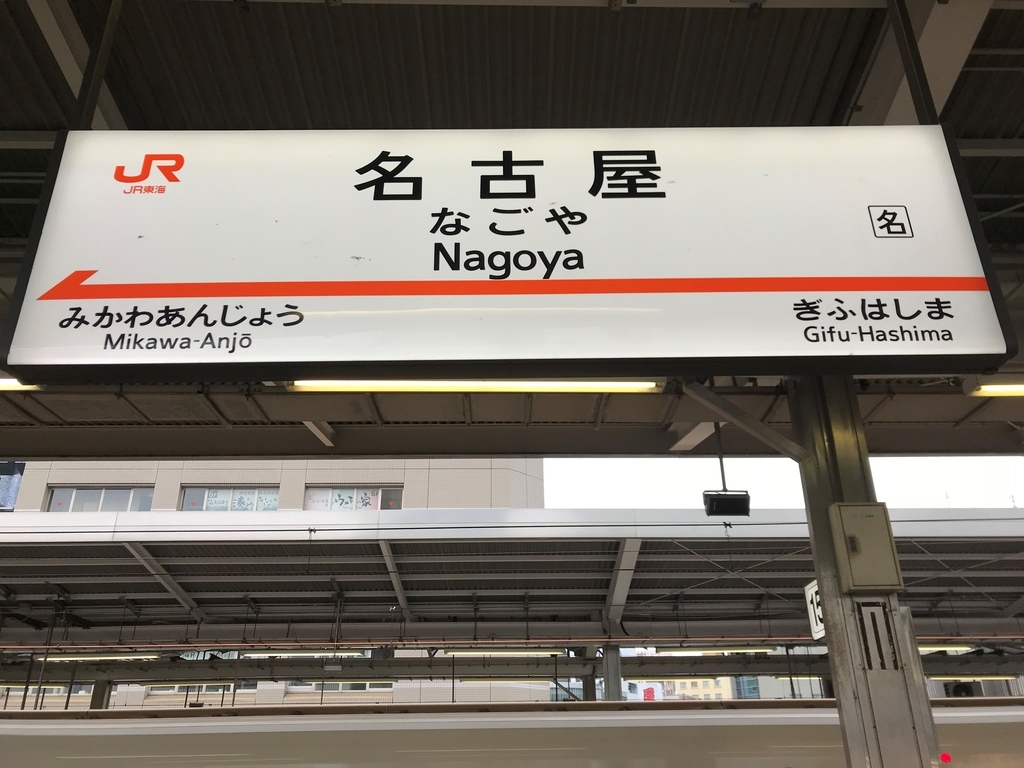 JR
JR東海
名古屋
なごや
Nagoya
名
みかわあんじょう
Mikawa-Anjō
ぎふはしま
Gifu-Hashima
15